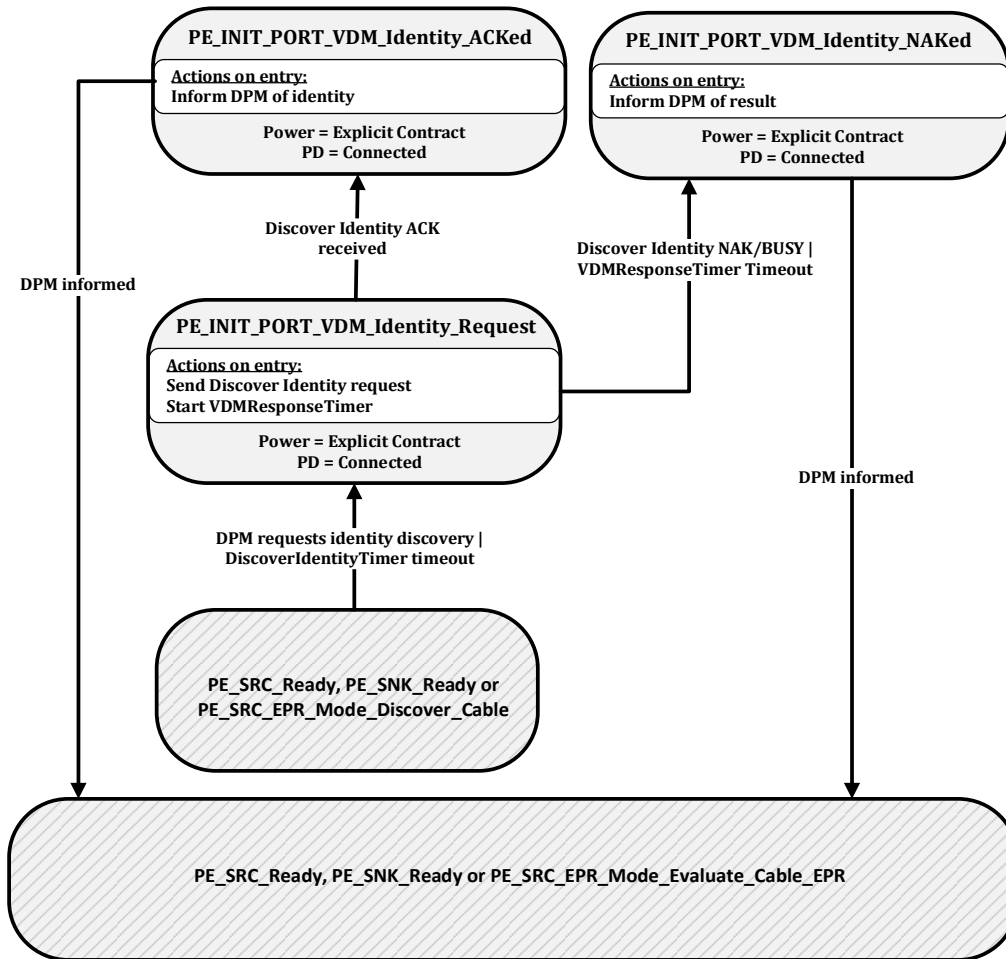 PE_INIT_PORT_VDM_Identity_ACKed
Actions on entry:
Inform DPM of identity
Power = Explicit Contract
PD = Connected
PE_INIT_PORT_VDM_Identity_NAKed
Actions on entry:
Inform DPM of result
Power = Explicit Contract
PD = Connected
Discover Identity ACK
received
Discover Identity NAK/BUSY |
VDMResponseTimer Timeout
DPM informed
PE_INIT_PORT_VDM_Identity_Request
Actions on entry:
Send Discover Identity request
Start VDMResponseTimer
Power = Explicit Contract
PD = Connected
DPM informed
DPM requests identity discovery |
DiscoverIdentityTimer timeout
PE_SRC_Ready, PE_SNK_Ready or
PE_SRC_EPR_Mode_Discover_Cable
PE_SRC_Ready, PE_SNK_Ready or PE_SRC_EPR_Mode_Evaluate_Cable_EPR